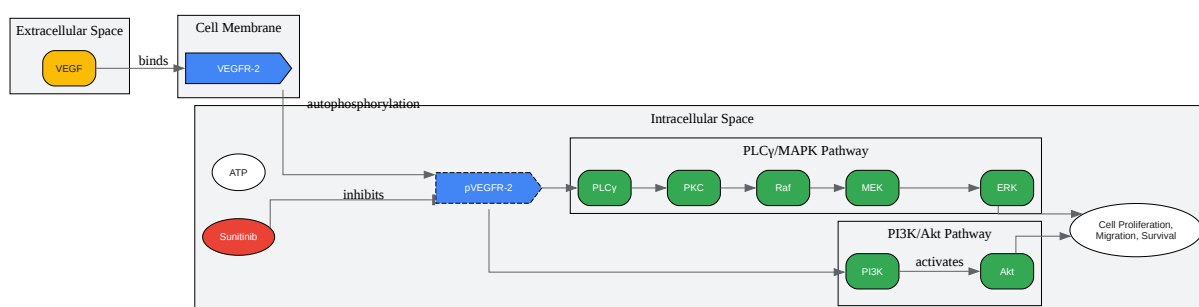 Extracellular Space
VEGF
binds
Cell Membrane
VEGFR-2
autophosphorylation
Intracellular Space
ATP
Sunitinib
inhibits
pVEGFR-2
PLCγ/MAPK Pathway
PLCγ
PKC
Raf
MEK
ERK
PI3K/Akt Pathway
PI3K
activates
Akt
Cell Proliferation,
Migration, Survival